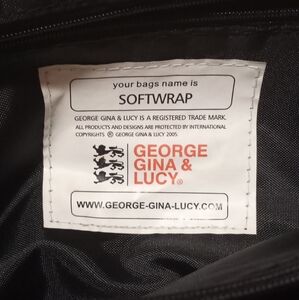 your bags name is
SOFTWRAP
GEORGE GINA & LUCY IS A REGISTERED TRADE MARK.
ALL PRODUCTS AND DESIGNS ARE PROTECTED BY INTERNATIONAL
COPYRIGHTS. ® GEORGE GINA & LUCY 2005.
GEORGE
GINA &
LUCY®
WWW.GEORGE-GINA-LUCY.COM